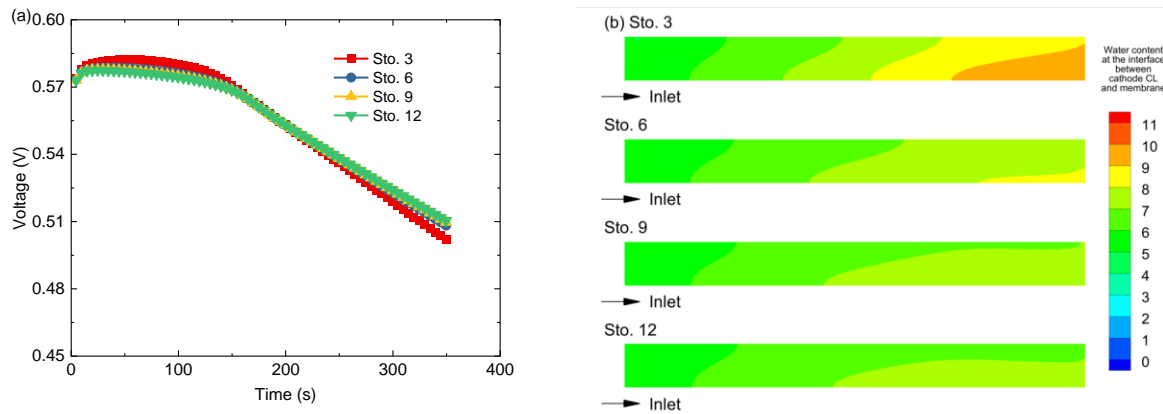 (a)
0.60
0.57
0.54
0.51
0.48
0.45
Voltage (V)
0
100
200
300
400
Time (s)
Sto. 3
Sto. 6
Sto. 9
Sto. 12
(b) Sto. 3
Inlet
Sto. 6
Inlet
Sto. 9
Inlet
Sto. 12
Inlet
Water content
at the interface
between
cathode CL
and membrane
11
10
9
8
7
6
5
4
3
2
1
0